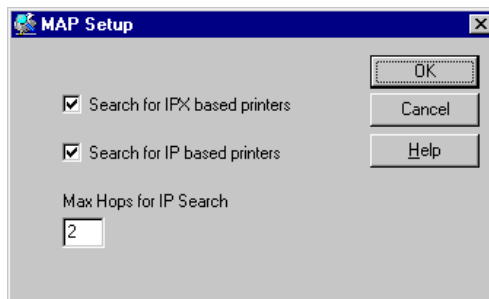 MAP Setup
OK
Search for IPX based printers
Cancel
Search for IP based printers
Help
Max Hops for IP Search
2